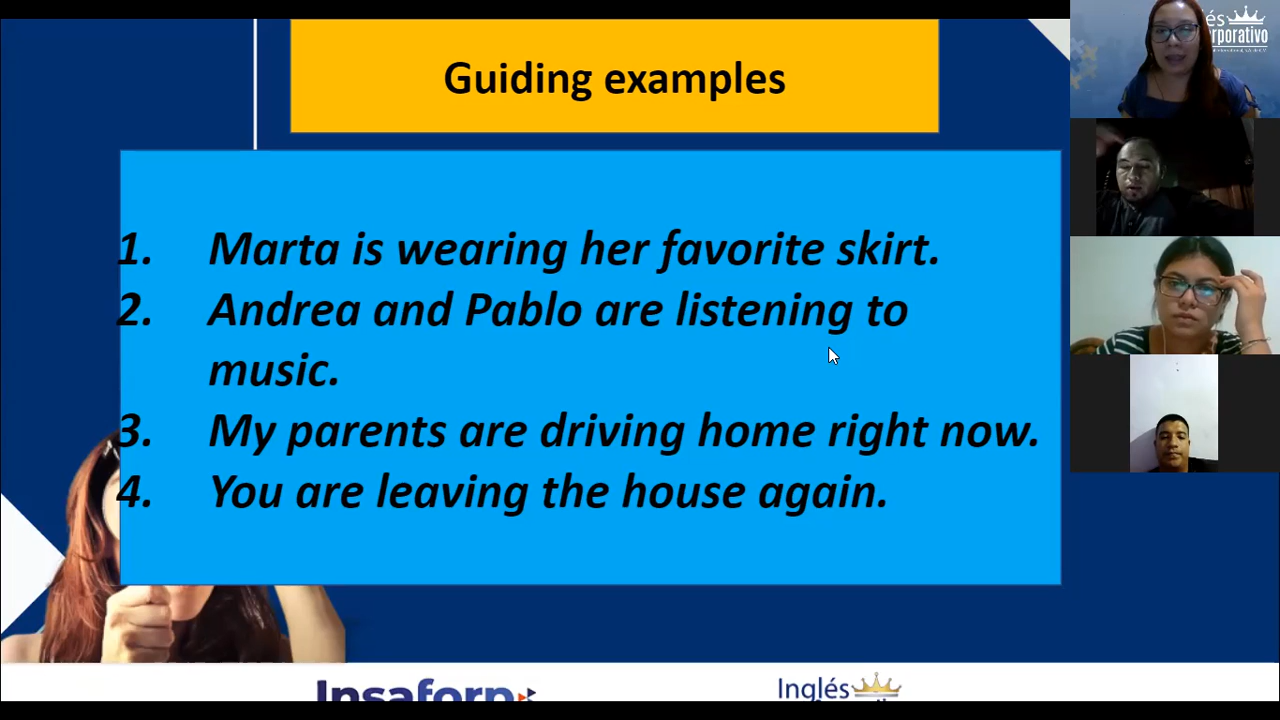 Guiding examples
1. Marta is wearing her favorite skirt.
2. Andrea and Pablo are listening to
music.
3. My parents are driving home right now.
4. You are leaving the house again.
Insaforp
Inglés